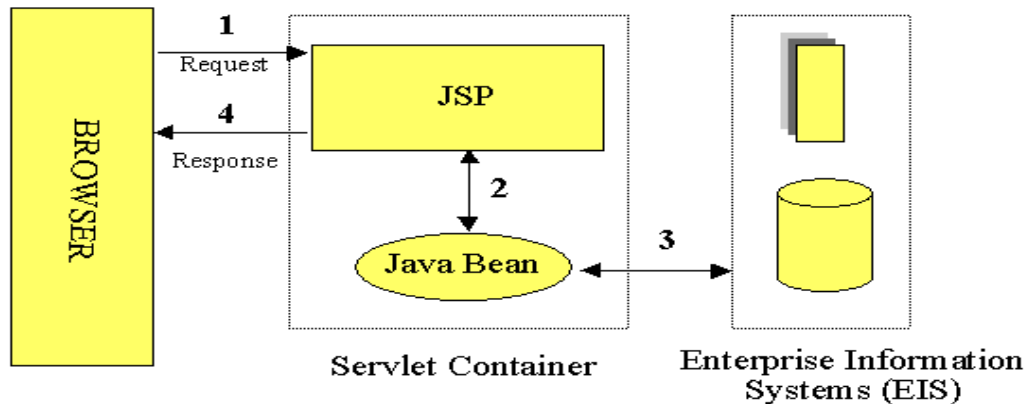 BROWSER
1
Request
4
Response
JSP
2
Java Bean
3
Servlet Container
Enterprise Information
Systems (EIS)